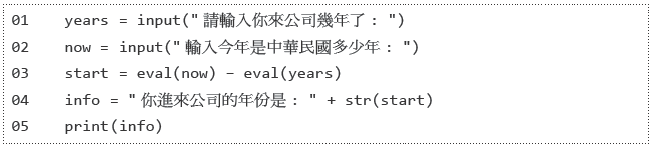 01 years = input("請輸入你來公司幾年了: ")
02 now = input("輸入今年是中華民國多少年: ")
03 start = eval(now) – eval(years)
04 info = "你進來公司的年份是: " + str(start)
05 print(info)